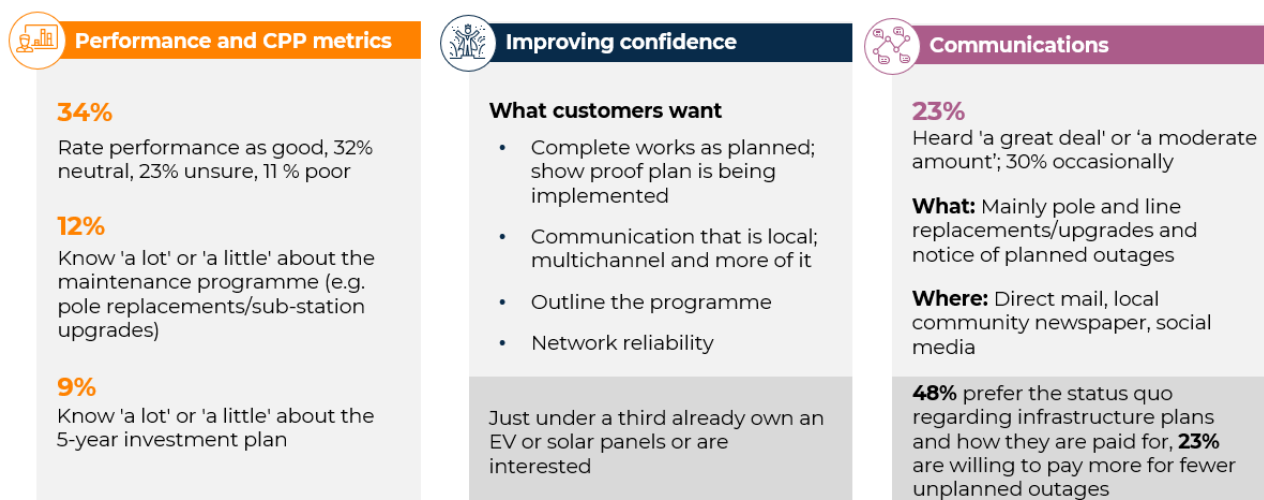 Performance and CPP metrics
34%
Rate performance as good, 32%
neutral, 23% unsure, 11 % poor
12%
Know 'a lot' or 'a little' about the
maintenance programme (e.g.
pole replacements/sub-station
upgrades)
9%
Know 'a lot' or 'a little' about the
5-year investment plan
Improving confidence
What customers want
• Complete works as planned;
show proof plan is being
implemented
• Communication that is local;
multichannel and more of it
• Outline the programme
• Network reliability
Just under a third already own an
EV or solar panels or are
interested
Communications
23%
Heard 'a great deal' or ‘a moderate
amount’; 30% occasionally
What: Mainly pole and line
replacements/upgrades and
notice of planned outages
Where: Direct mail, local
community newspaper, social
media
48% prefer the status quo
regarding infrastructure plans
and how they are paid for, 23%
are willing to pay more for fewer
unplanned outages